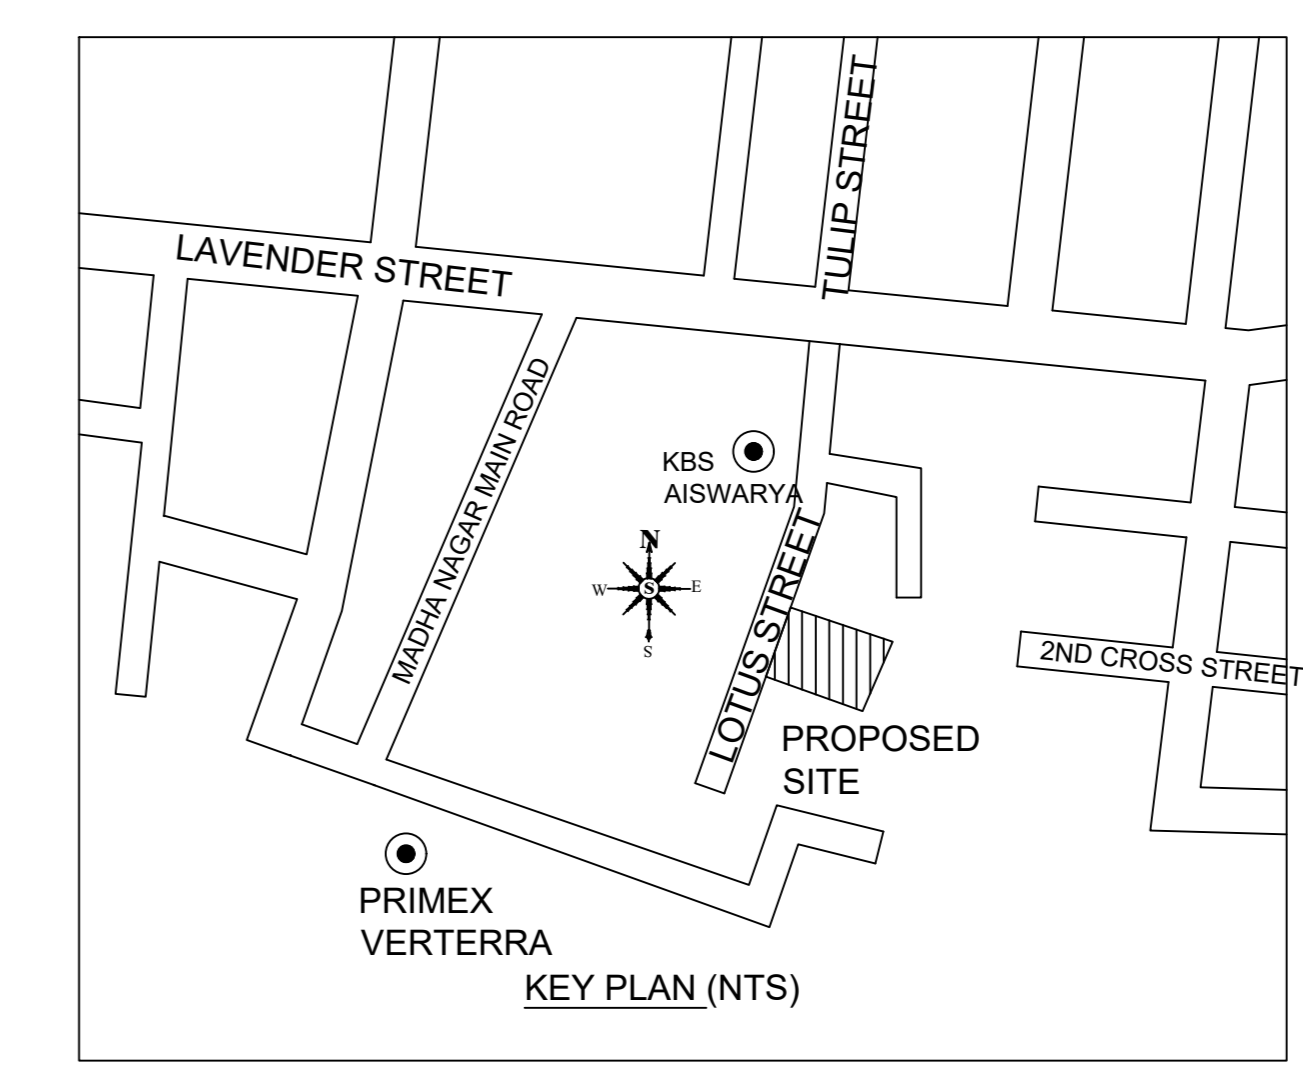 TULIP STREET
LAVENDER STREET
MADHA NAGAR MAIN ROAD
KBS
AISWARYA
LOTUS STREET
N
W
S
E
S
2ND CROSS STREET
PROPOSED
SITE
PRIMEX
VERTERRA
KEY PLAN (NTS)